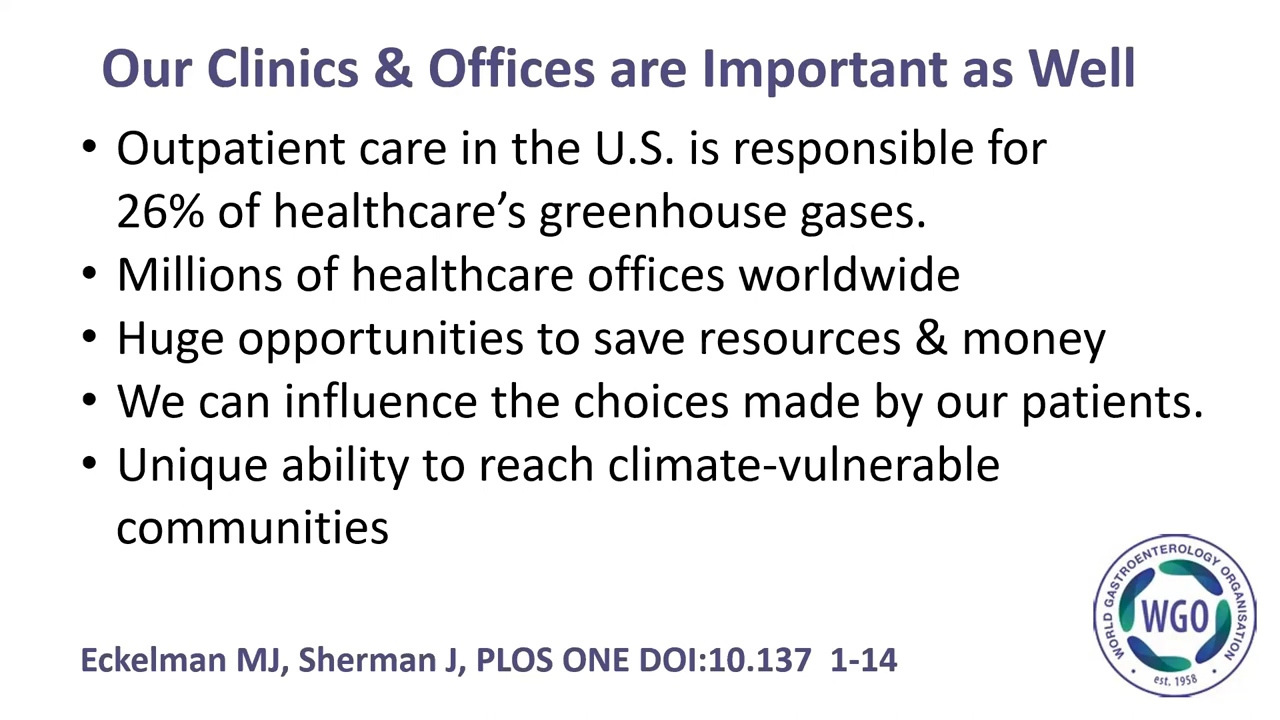 Our Clinics & Offices are Important as Well
• Outpatient care in the U.S. is responsible for
26% of healthcare’s greenhouse gases.
• Millions of healthcare offices worldwide
• Huge opportunities to save resources & money
• We can influence the choices made by our patients.
• Unique ability to reach climate-vulnerable
communities
Eckelman MJ, Sherman J, PLOS ONE DOI:10.137 1-14
WORLD GASTROENTEROLOGY ORGANISATION
WGO
est. 1958